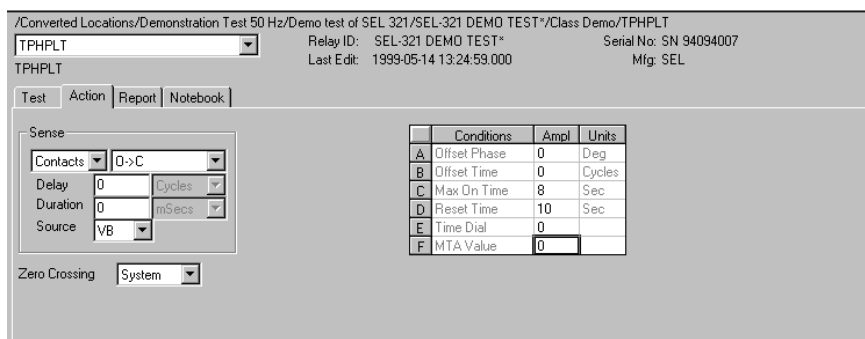 /Converted Locations/Demonstration Test 50 Hz/Demo test of SEL 321/SEL-321 DEMO TEST*/Class Demo/TPHPLT
TPHPLT Relay ID: SEL-321 DEMO TEST* Serial No: SN 94094007
TPHPLT Last Edit: 1999-05-14 13:24:59.000 Mfg: SEL
Test Action Report Notebook
Sense
Contacts O->C
Delay 0 Cycles
Duration 0 mSecs
Source VB
Zero Crossing System
Conditions Ampl Units
A Offset Phase 0 Deg
B Offset Time 0 Cycles
C Max On Time 8 Sec
D Reset Time 10 Sec
E Time Dial 0
F MTA Value 0